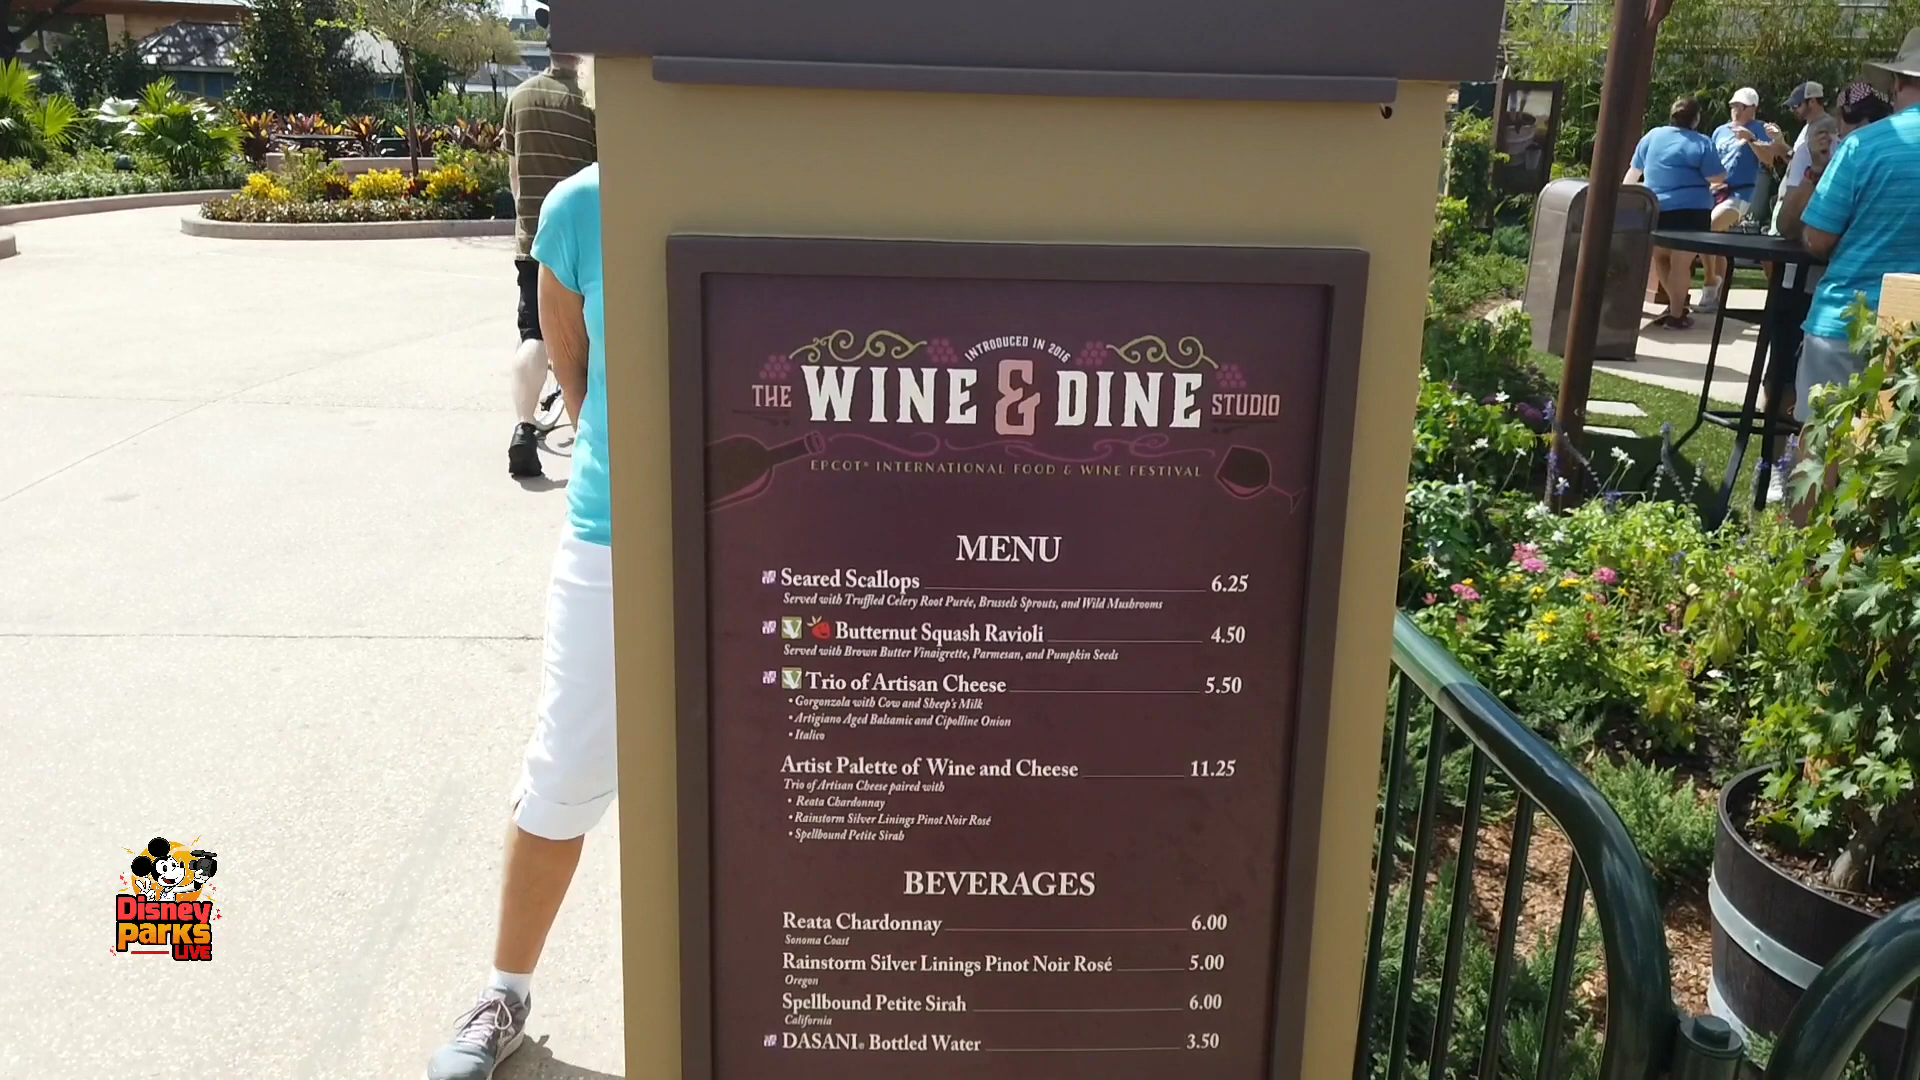 INTRODUCED IN 2016
THE WINE & DINE STUDIO
EPCOT® INTERNATIONAL FOOD & WINE FESTIVAL
MENU
Seared Scallops 6.25
Served with Truffled Celery Root Purée, Brussels Sprouts, and Wild Mushrooms
Butternut Squash Ravioli 4.50
Served with Brown Butter Vinaigrette, Parmesan, and Pumpkin Seeds
Trio of Artisan Cheese 5.50
• Gorgonzola with Cow and Sheep's Milk
• Artigiano Aged Balsamic and Cipolline Onion
• Italico
Artist Palette of Wine and Cheese 11.25
Trio of Artisan Cheese paired with
• Reata Chardonnay
• Rainstorm Silver Linings Pinot Noir Rosé
• Spellbound Petite Sirah
BEVERAGES
Reata Chardonnay 6.00
Sonoma Coast
Rainstorm Silver Linings Pinot Noir Rosé 5.00
Oregon
Spellbound Petite Sirah 6.00
California
DASANI® Bottled Water 3.50
Disney
Parks
LIVE